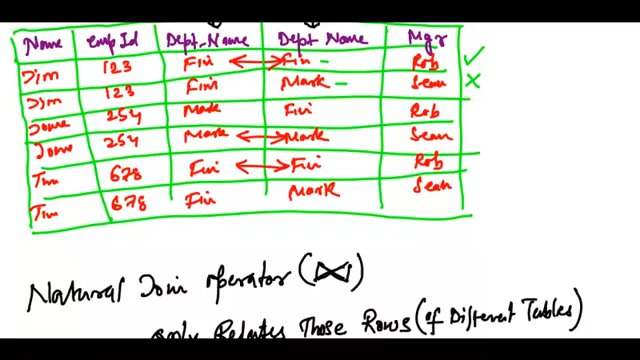 Name Emp Id Dept_Name Dept Name Mgr
Jim 123 Fin Fin Rob
Jim 123 Fin Mark Sean
254 Mark Fin Rob
254 Mark Mark Sean
Tim 678 Fin Fin Rob
Tim 678 Fin Mark Sean
Natural Join operator (⋈)
only Relates Those Rows (of Different Tables)